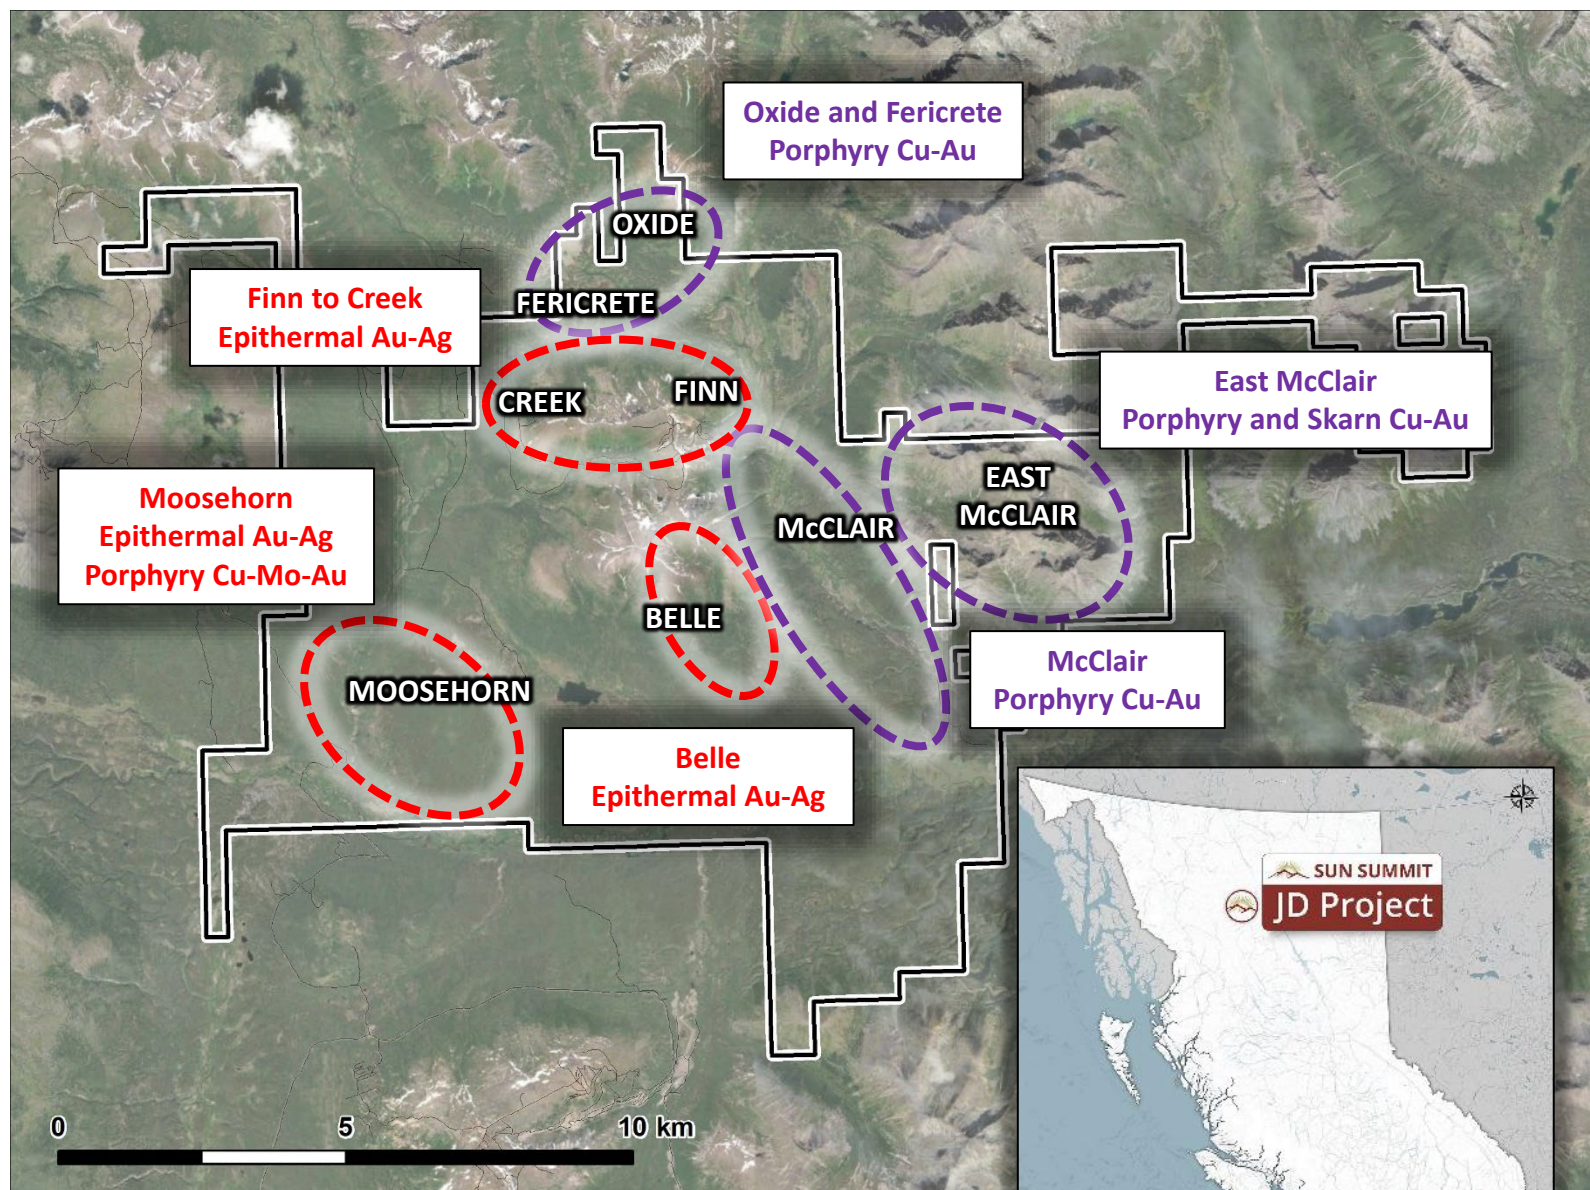 Oxide and Fericrete
Porphyry Cu-Au
OXIDE
FERICRETE
Finn to Creek
Epithermal Au-Ag
CREEK
FINN
East McClair
Porphyry and Skarn Cu-Au
EAST
McCLAIR
McCLAIR
Moosehorn
Epithermal Au-Ag
Porphyry Cu-Mo-Au
BELLE
MOOSEHORN
McClair
Porphyry Cu-Au
Belle
Epithermal Au-Ag
SUN SUMMIT
JD Project
0 5 10 km